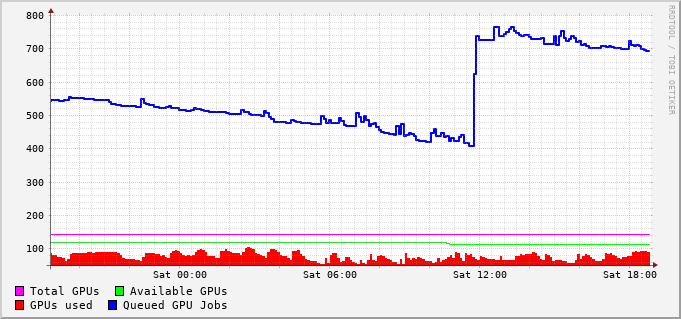 800
700
600
500
400
300
200
100
Sat 00:00 Sat 06:00 Sat 12:00 Sat 18:00
Total GPUs Available GPUs
GPUs used Queued GPU Jobs
RRDTOOL / TOBI OETIKER